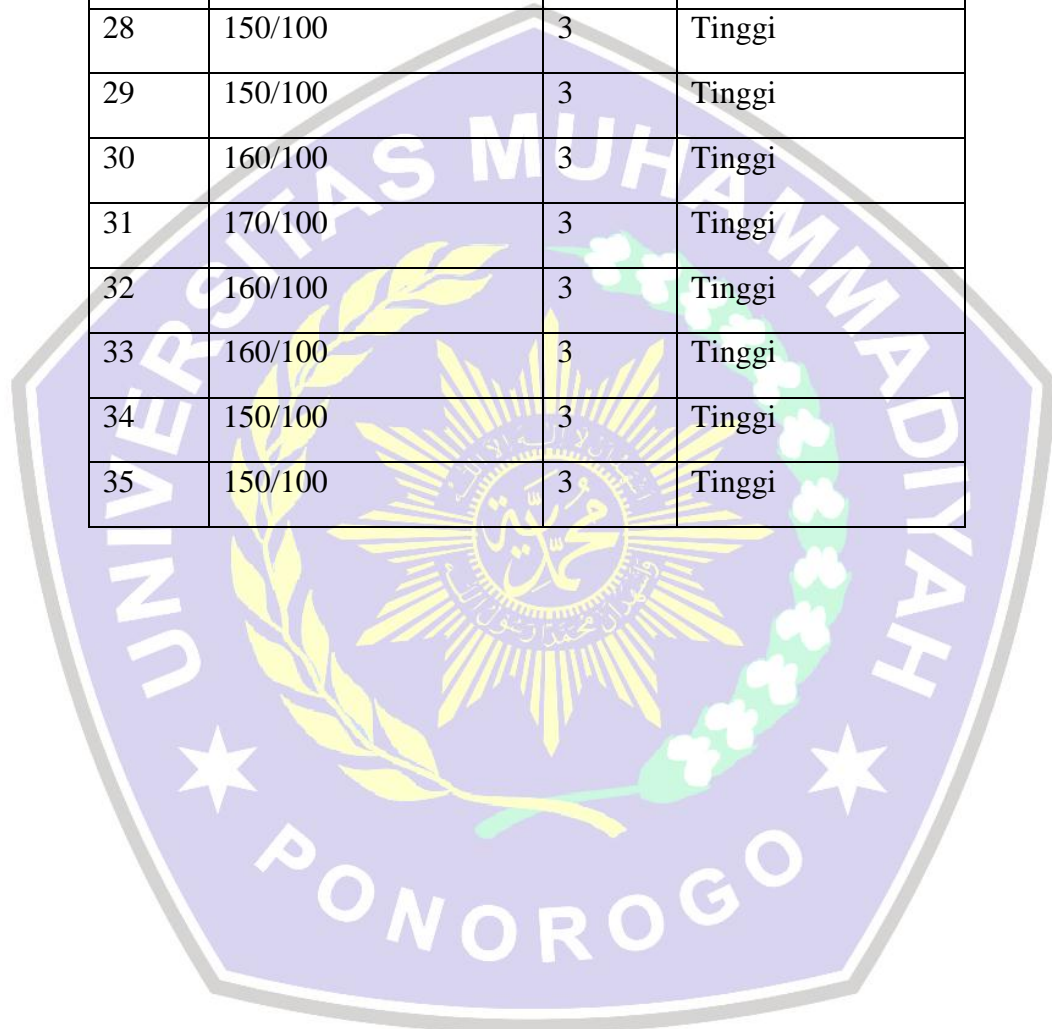 28 150/100 3 Tinggi
29 150/100 3 Tinggi
30 160/100 3 Tinggi
31 170/100 3 Tinggi
32 160/100 3 Tinggi
33 160/100 3 Tinggi
34 150/100 3 Tinggi
35 150/100 3 Tinggi
UNIVERSITAS MUHAMMADIYAH
PONOROGO
محمدية